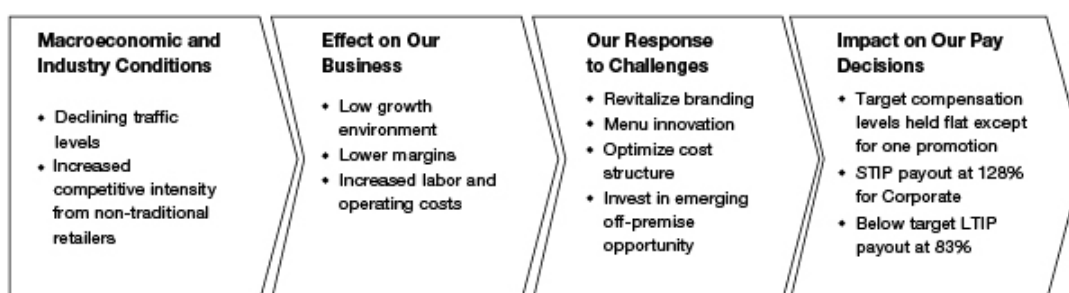 Macroeconomic and
Industry Conditions
◆ Declining traffic
levels
◆ Increased
competitive intensity
from non-traditional
retailers
Effect on Our
Business
◆ Low growth
environment
◆ Lower margins
◆ Increased labor and
operating costs
Our Response
to Challenges
◆ Revitalize branding
◆ Menu innovation
◆ Optimize cost
structure
◆ Invest in emerging
off-premise
opportunity
Impact on Our Pay
Decisions
◆ Target compensation
levels held flat except
for one promotion
◆ STIP payout at 128%
for Corporate
◆ Below target LTIP
payout at 83%